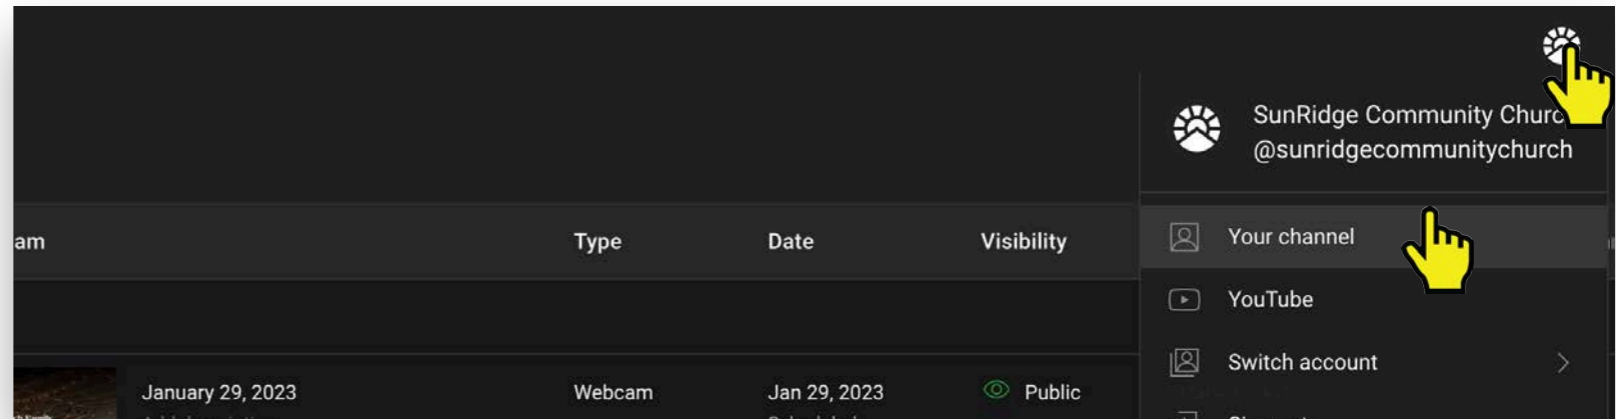 SunRidge Community Churc
@sunridgecommunitychurch
am Type Date Visibility
Your channel
YouTube
Switch account
January 29, 2023 Webcam Jan 29, 2023 Public